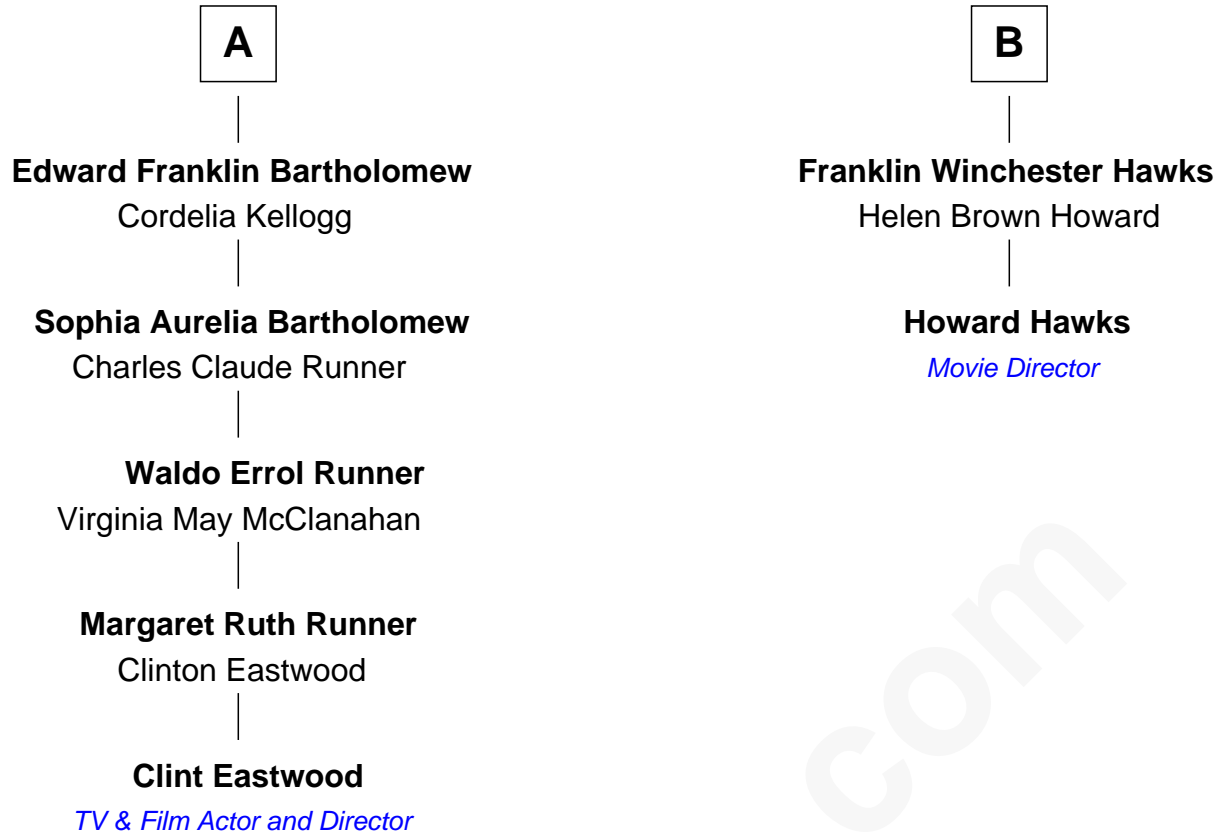 A
Edward Franklin Bartholomew
Cordelia Kellogg
Sophia Aurelia Bartholomew
Charles Claude Runner
Waldo Errol Runner
Virginia May McClanahan
Margaret Ruth Runner
Clinton Eastwood
Clint Eastwood
TV & Film Actor and Director
B
Franklin Winchester Hawks
Helen Brown Howard
Howard Hawks
Movie Director
com